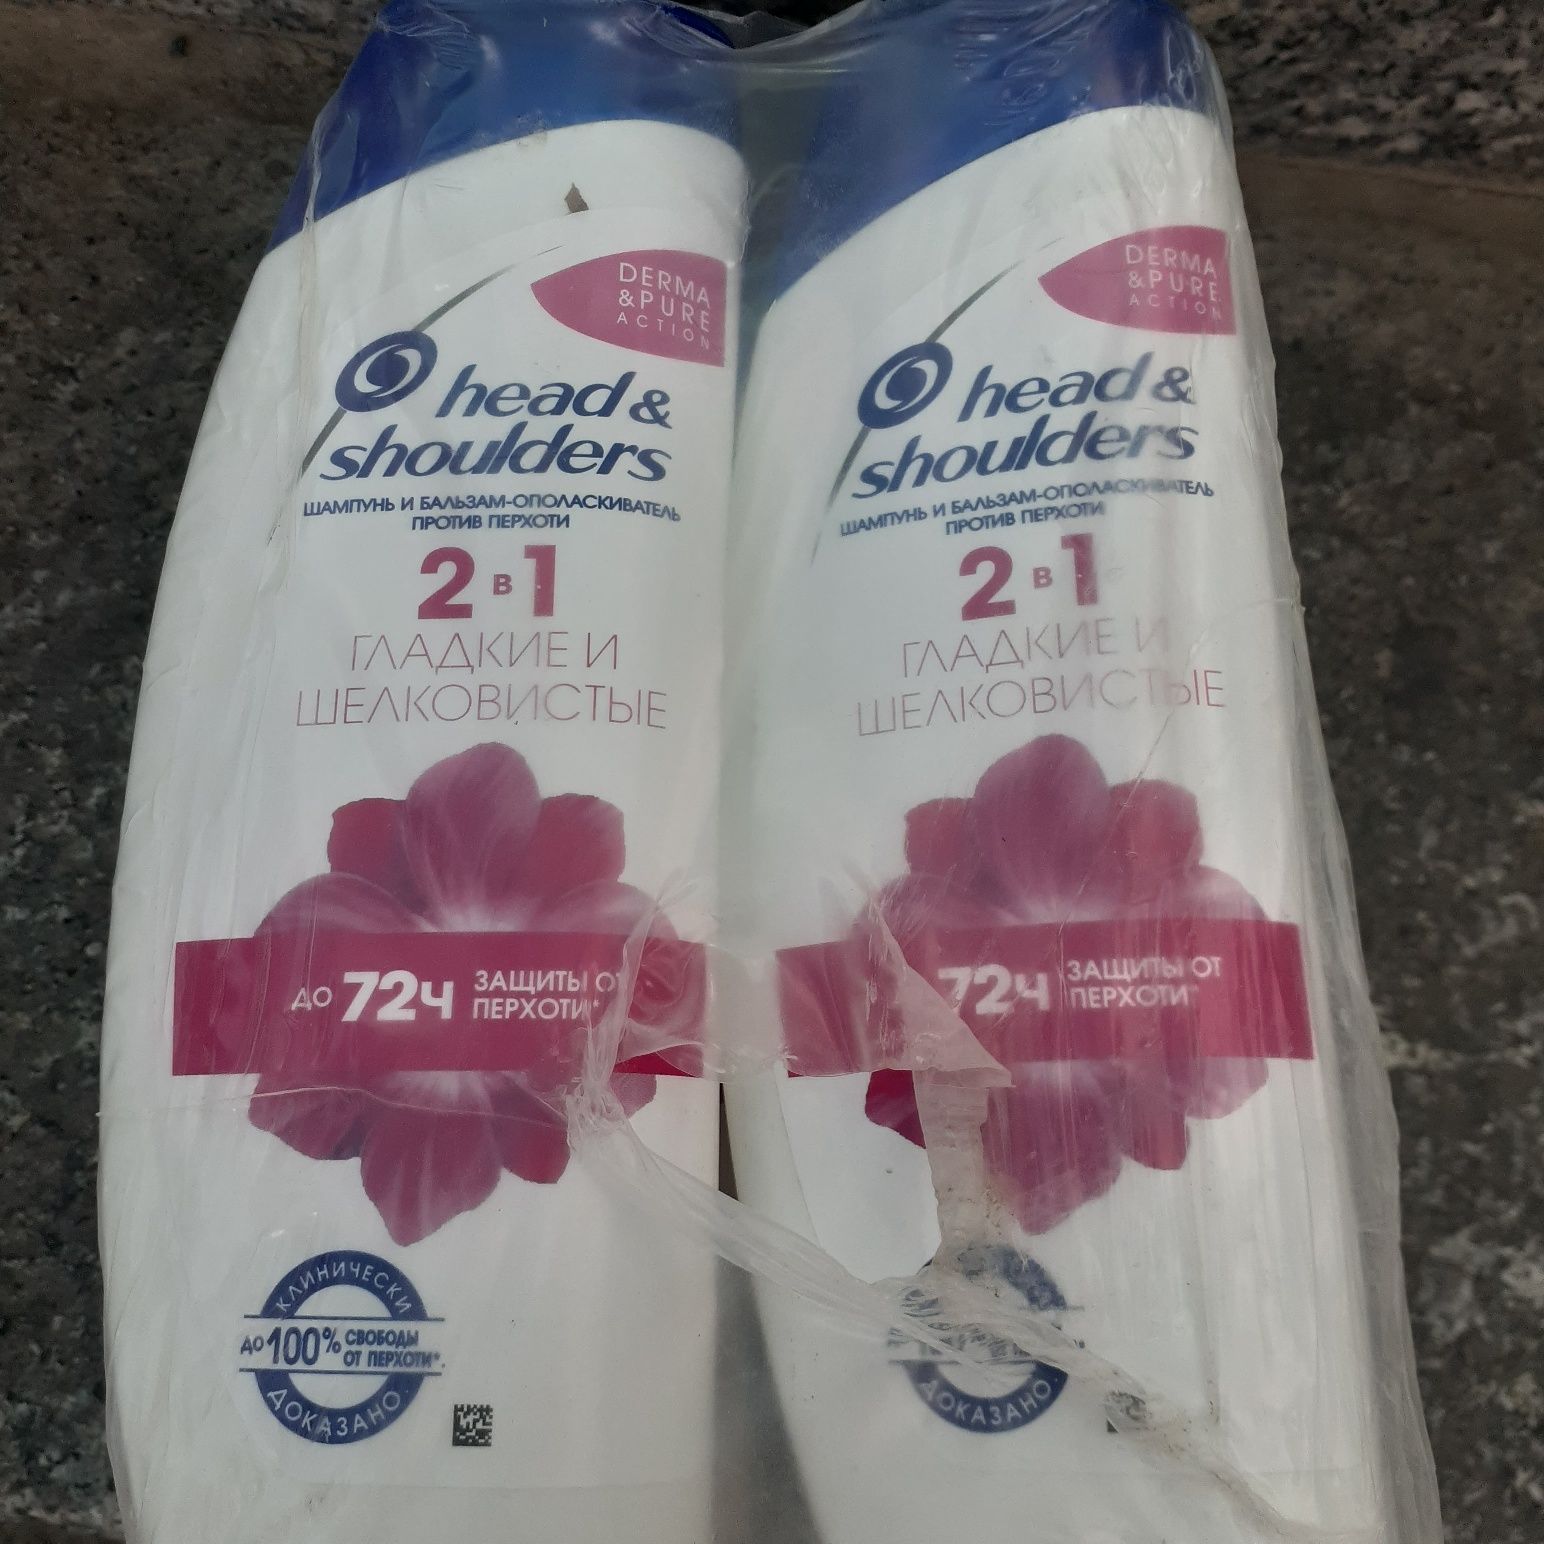 DERMA
&PURE
ACTION
head &
shoulders
ШАМПУНЬ И БАЛЬЗАМ-ОПОЛАСКИВАТЕЛЬ
ПРОТИВ ПЕРХОТИ
2 в 1
ГЛАДКИЕ И
ШЕЛКОВИСТЫЕ
ДО 72Ч ЗАЩИТЫ ОТ
ПЕРХОТИ*
КЛИНИЧЕСКИ
ДО 100% СВОБОДЫ
ОТ ПЕРХОТИ*
ДОКАЗАНО
DERMA
&PURE
ACTION
head &
shoulders
ШАМПУНЬ И БАЛЬЗАМ-ОПОЛАСКИВАТЕЛЬ
ПРОТИВ ПЕРХОТИ
2 в 1
ГЛАДКИЕ И
ШЕЛКОВИСТЫЕ
72Ч ЗАЩИТЫ ОТ
ПЕРХОТИ*
ДОКАЗАНО